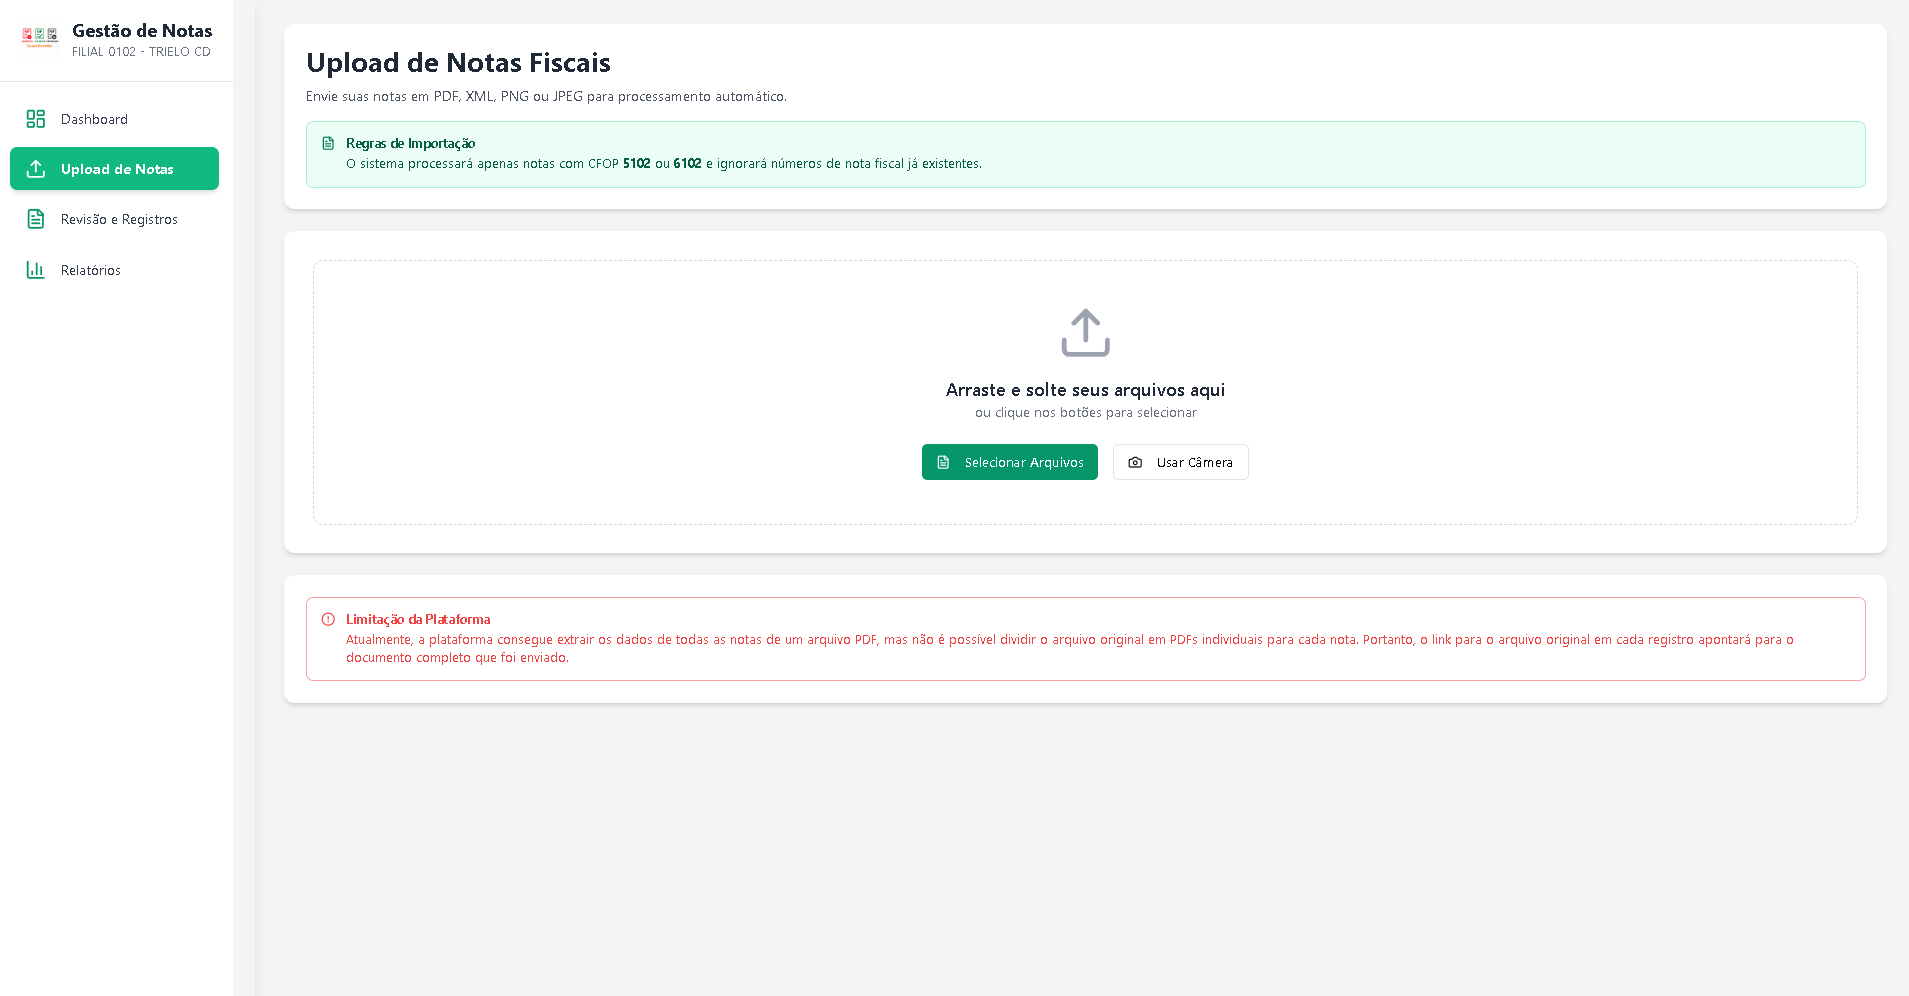 Gestão de Notas
FILIAL 0102 - TRIELO CD
Dashboard
Upload de Notas
Revisão e Registros
Relatórios
Upload de Notas Fiscais
Envie suas notas em PDF, XML, PNG ou JPEG para processamento automático.
Regras de Importação
O sistema processará apenas notas com CFOP 5102 ou 6102 e ignorará números de nota fiscal já existentes.
Arraste e solte seus arquivos aqui
ou clique nos botões para selecionar
Selecionar Arquivos
Usar Câmera
Limitação da Plataforma
Atualmente, a plataforma consegue extrair os dados de todas as notas de um arquivo PDF, mas não é possível dividir o arquivo original em PDFs individuais para cada nota. Portanto, o link para o arquivo original em cada registro apontará para o
documento completo que foi enviado.